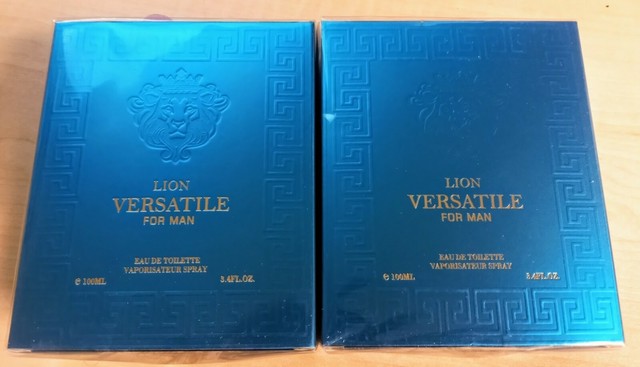 LION
VERSATILE
FOR MAN
EAU DE TOILETTE
VAPORISATEUR SPRAY
℮ 100ML 3.4FL.OZ.
LION
VERSATILE
FOR MAN
EAU DE TOILETTE
VAPORISATEUR SPRAY
℮ 100ML 3.4FL.OZ.